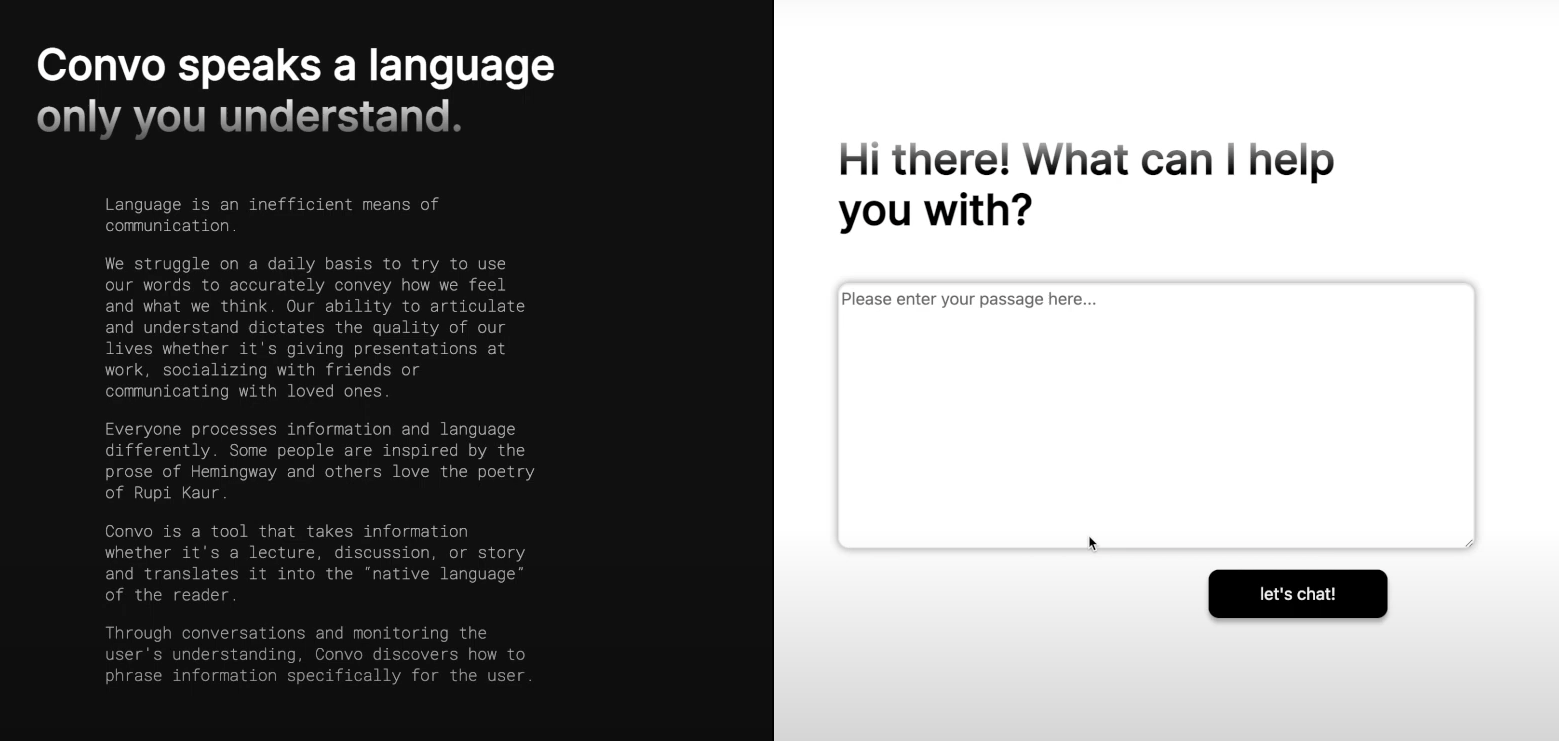 Convo speaks a language
only you understand.
Language is an inefficient means of
communication.
We struggle on a daily basis to try to use
our words to accurately convey how we feel
and what we think. Our ability to articulate
and understand dictates the quality of our
lives whether it's giving presentations at
work, socializing with friends or
communicating with loved ones.
Everyone processes information and language
differently. Some people are inspired by the
prose of Hemingway and others love the poetry
of Rupi Kaur.
Convo is a tool that takes information
whether it's a lecture, discussion, or story
and translates it into the “native language”
of the reader.
Through conversations and monitoring the
user's understanding, Convo discovers how to
phrase information specifically for the user.
Hi there! What can I help
you with?
Please enter your passage here...
let's chat!